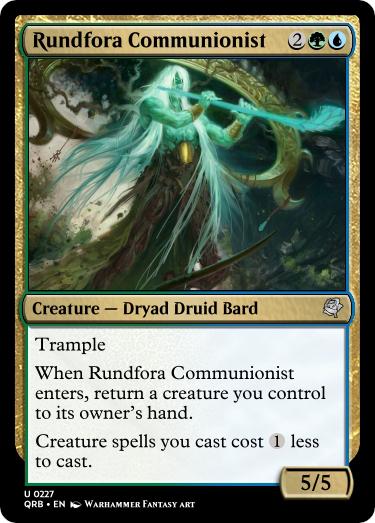 Rundfora Communionist 2
Creature — Dryad Druid Bard
Trample
When Rundfora Communionist
enters, return a creature you control
to its owner's hand.
Creature spells you cast cost 1 less
to cast.
5/5
U 0227
QRB • EN Warhammer Fantasy art